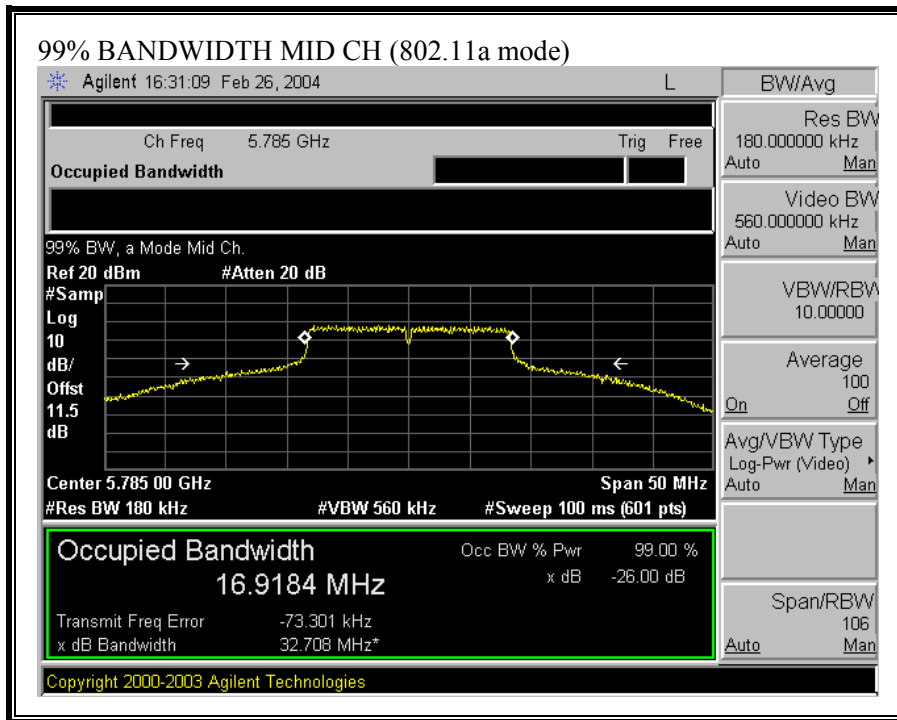 99% BANDWIDTH MID CH (802.11a mode)
Agilent 16:31:09 Feb 26, 2004 L
BW/Avg
Ch Freq 5.785 GHz Trig Free
Occupied Bandwidth
Res BW
180.000000 kHz
Auto Man
Video BW
560.000000 kHz
Auto Man
VBW/RBW
10.00000
Average
100
On Off
Avg/VBW Type
Log-Pwr (Video)
Auto Man
Span/RBW
106
Auto Man
99% BW, a Mode Mid Ch.
Ref 20 dBm #Atten 20 dB
#Samp
Log
10
dB/
Offst
11.5
dB
Center 5.785 00 GHz Span 50 MHz
#Res BW 180 kHz #VBW 560 kHz #Sweep 100 ms (601 pts)
Occupied Bandwidth
16.9184 MHz
Occ BW % Pwr 99.00 %
x dB -26.00 dB
Transmit Freq Error -73.301 kHz
x dB Bandwidth 32.708 MHz*
Copyright 2000-2003 Agilent Technologies